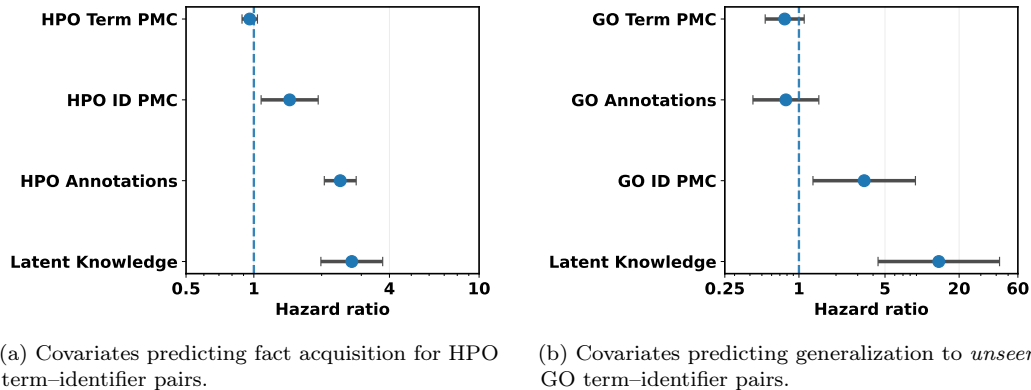 HPO Term PMC
HPO ID PMC
HPO Annotations
Latent Knowledge
0.5 1 4 10
Hazard ratio
(a) Covariates predicting fact acquisition for HPO
term–identifier pairs.
GO Term PMC
GO Annotations
GO ID PMC
Latent Knowledge
0.25 1 5 20 60
Hazard ratio
(b) Covariates predicting generalization to unseen
GO term–identifier pairs.